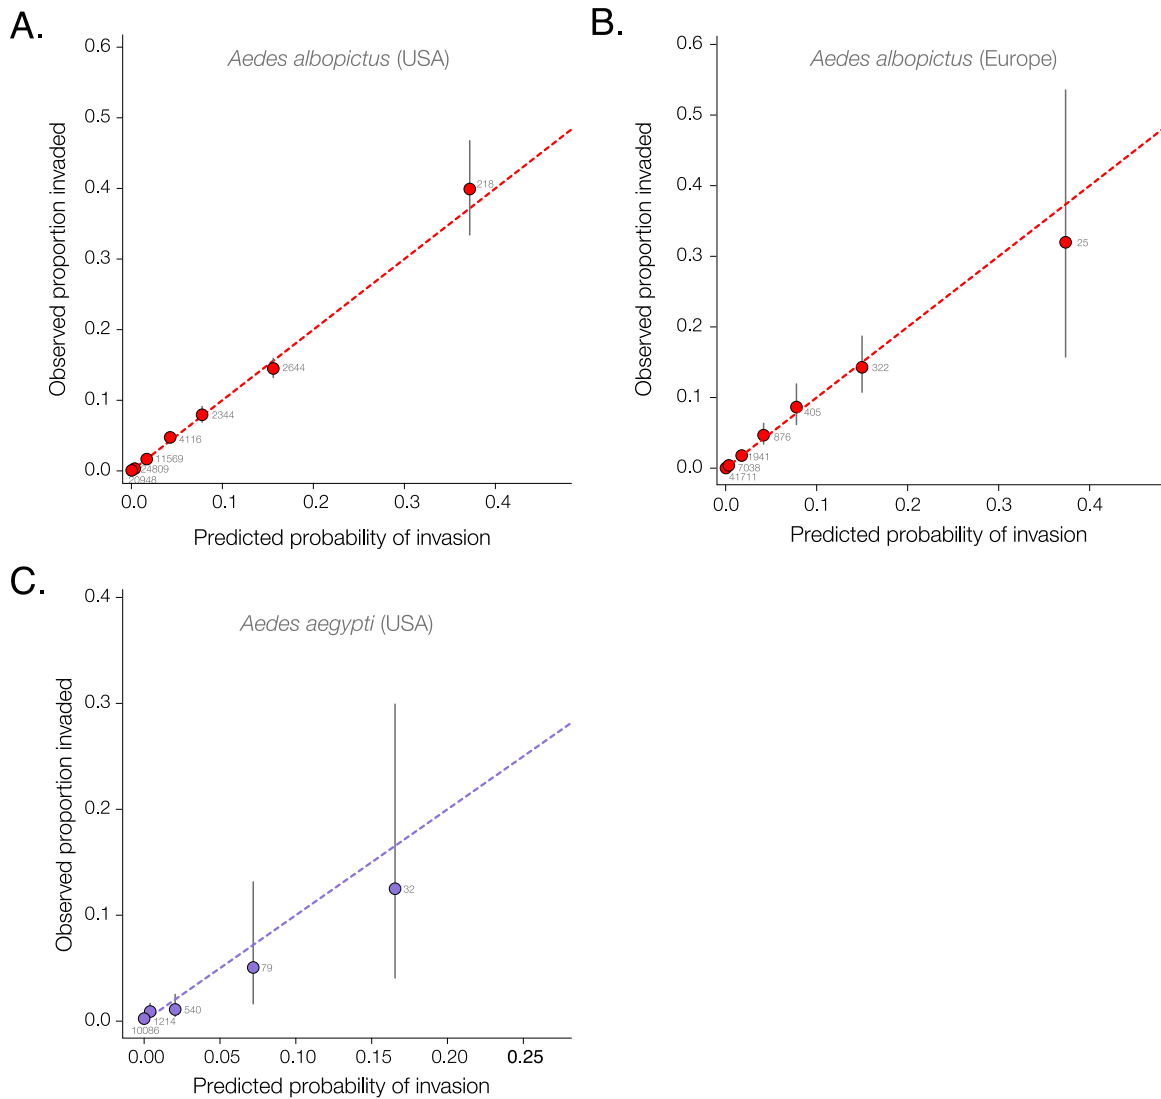 A.
Aedes albopictus (USA)
Observed proportion invaded
0.6
0.5
0.4
0.3
0.2
0.1
0.0
218
2644
2344
4116
11569
24809
20948
0.0 0.1 0.2 0.3 0.4
Predicted probability of invasion
B.
Aedes albopictus (Europe)
Observed proportion invaded
0.6
0.5
0.4
0.3
0.2
0.1
0.0
25
322
405
876
1941
7038
41711
0.0 0.1 0.2 0.3 0.4
Predicted probability of invasion
C.
Aedes aegypti (USA)
Observed proportion invaded
0.4
0.3
0.2
0.1
0.0
32
79
540
1214
10086
0.00 0.05 0.10 0.15 0.20 0.25
Predicted probability of invasion